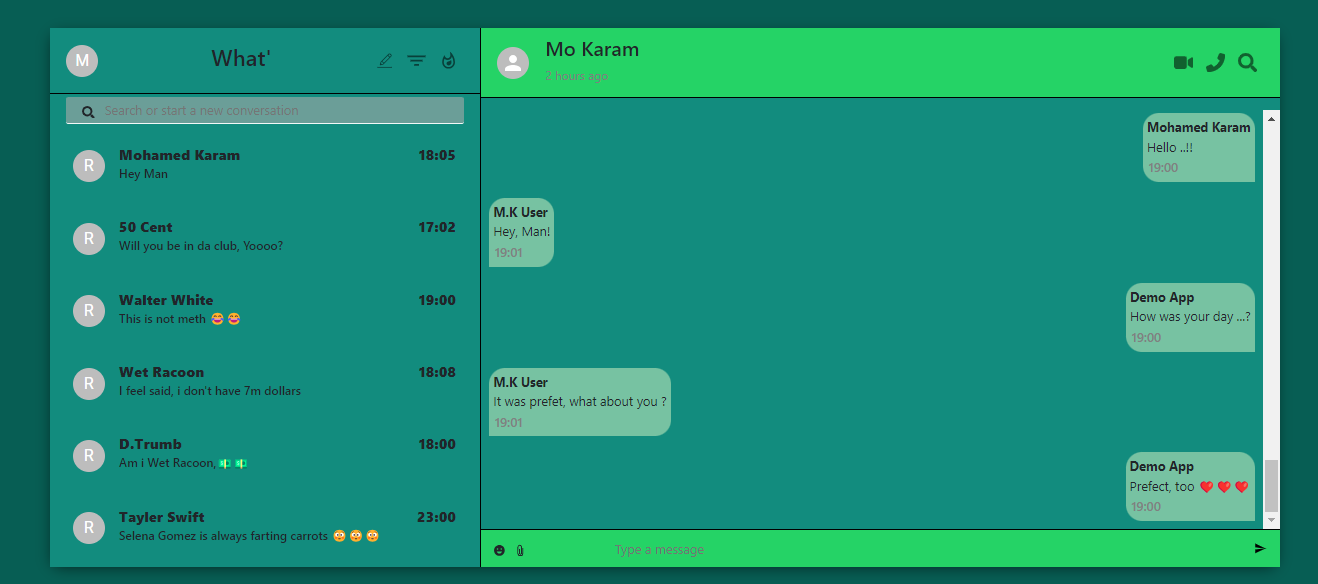 M
What'
Search or start a new conversation
R
Mohamed Karam
18:05
Hey Man
R
50 Cent
17:02
Will you be in da club, Yoooo?
R
Walter White
19:00
This is not meth 😂😂
R
Wet Racoon
18:08
I feel said, i don't have 7m dollars
R
D.Trumb
18:00
Am i Wet Racoon,💵💵
R
Tayler Swift
23:00
Selena Gomez is always farting carrots 😳😳😳
Mo Karam
2 hours ago
Mohamed Karam
Hello ..!!
19:00
M.K User
Hey, Man!
19:01
Demo App
How was your day ...?
19:00
M.K User
It was prefet, what about you ?
19:01
Demo App
Prefect, too ❤️❤️❤️
19:00
Type a message